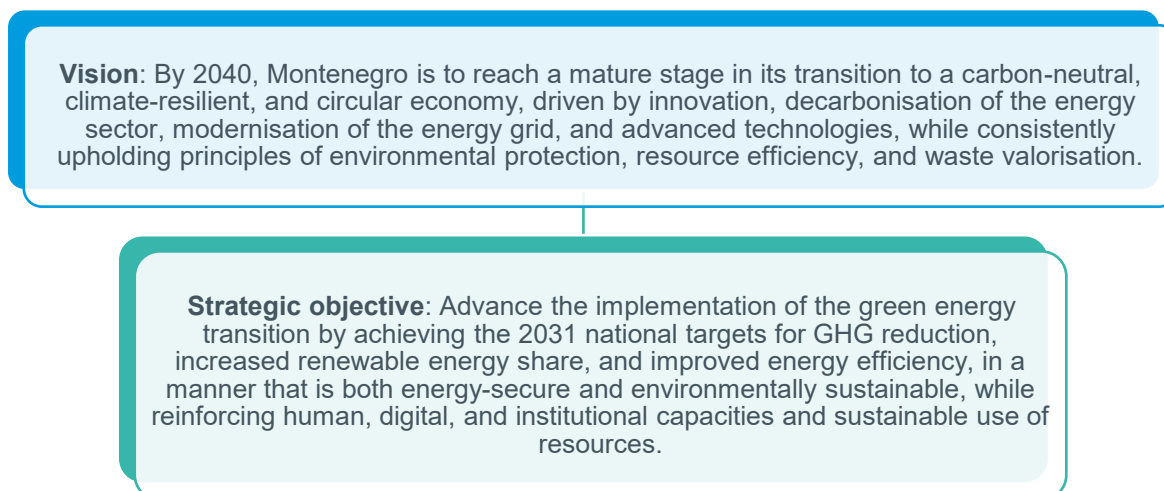 Vision: By 2040, Montenegro is to reach a mature stage in its transition to a carbon-neutral,
climate-resilient, and circular economy, driven by innovation, decarbonisation of the energy
sector, modernisation of the energy grid, and advanced technologies, while consistently
upholding principles of environmental protection, resource efficiency, and waste valorisation.
Strategic objective: Advance the implementation of the green energy
transition by achieving the 2031 national targets for GHG reduction,
increased renewable energy share, and improved energy efficiency, in a
manner that is both energy-secure and environmentally sustainable, while
reinforcing human, digital, and institutional capacities and sustainable use of
resources.